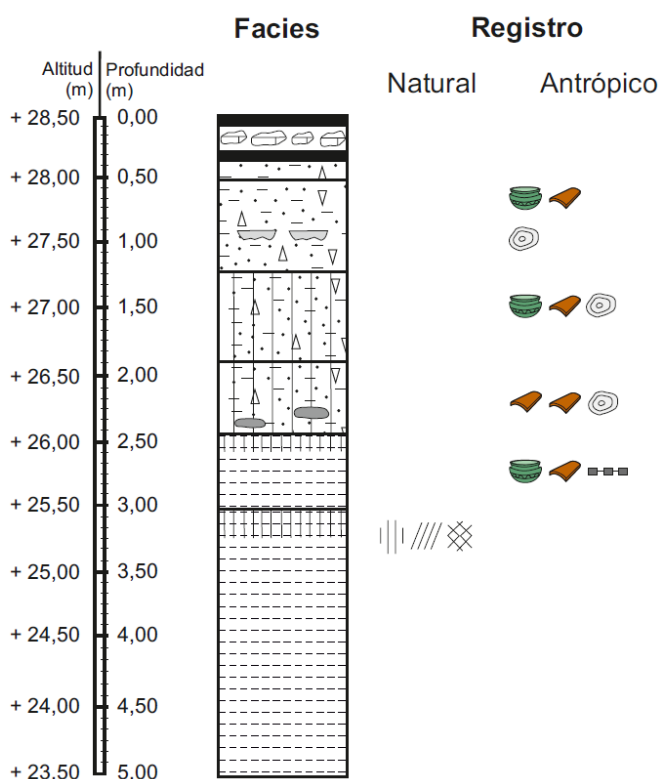 Facies Registro
Altitud Profundidad
(m) (m)
Natural Antrópico
+ 28,50 0,00
+ 28,00 0,50
+ 27,50 1,00
+ 27,00 1,50
+ 26,50 2,00
+ 26,00 2,50
+ 25,50 3,00
+ 25,00 3,50
+ 24,50 4,00
+ 24,00 4,50
+ 23,50 5,00